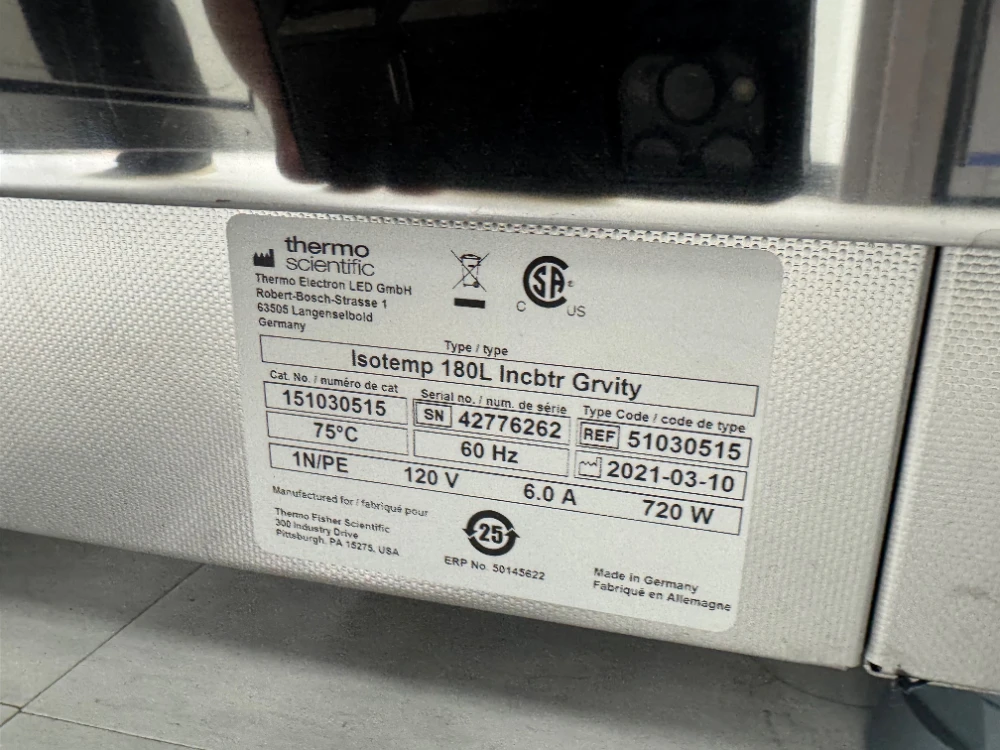 thermo
scientific
Thermo Electron LED GmbH
Robert-Bosch-Strasse 1
63505 Langenselbold
Germany
SA
C US
Type / type
Isotemp 180L Incbtr Grvity
Cat. No. / numéro de cat
151030515
Serial no. / num. de série
SN 42776262
Type Code / code de type
REF 51030515
75°C
60 Hz
2021-03-10
1N/PE 120 V 6.0 A 720 W
Manufactured for / fabriqué pour
Thermo Fisher Scientific
300 Industry Drive
Pittsburgh, PA 15275, USA
25
ERP No. 50145622
Made in Germany
Fabriqué en Allemagne